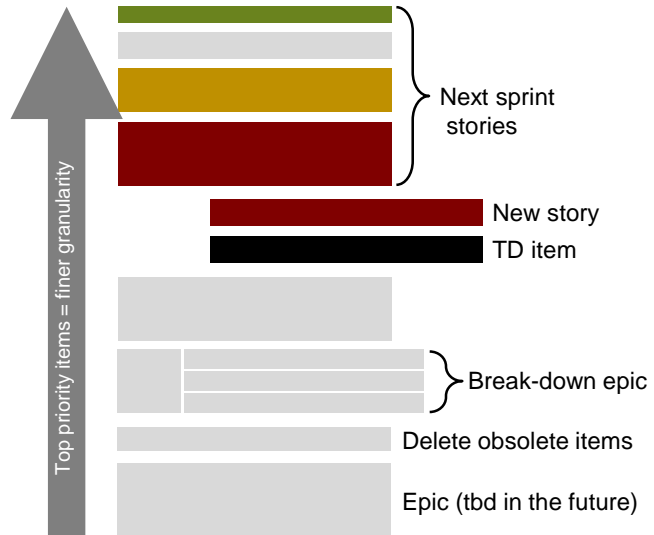 Top priority items = finer granularity
Next sprint
stories
New story
TD item
Break-down epic
Delete obsolete items
Epic (tbd in the future)